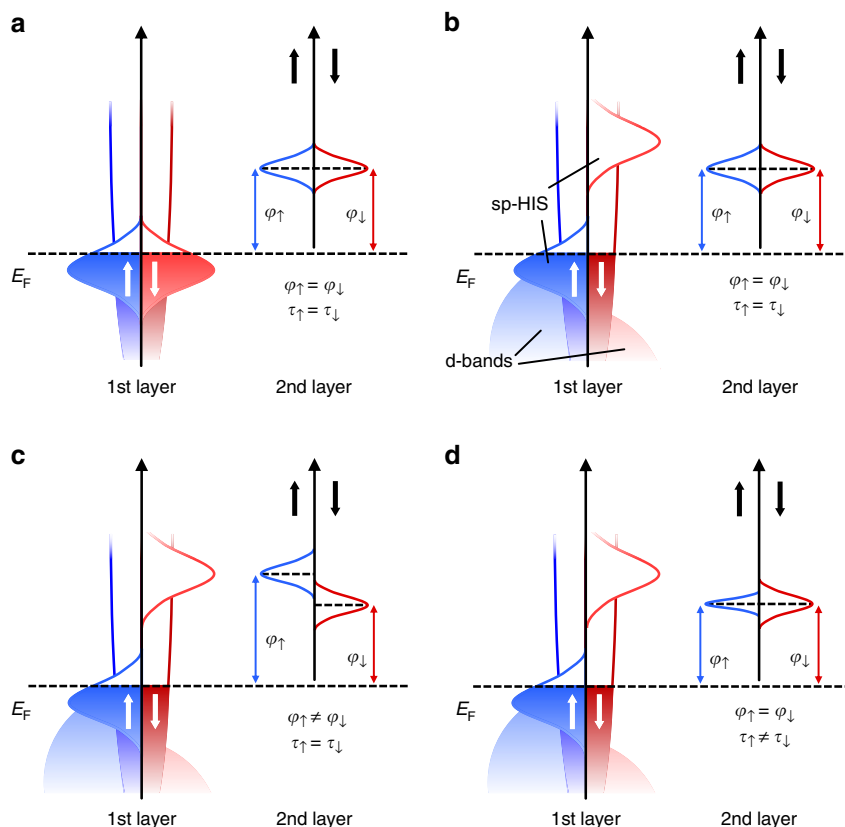 a
b
φ↑
φ↓
E_F
φ↑ = φ↓
τ↑ = τ↓
1st layer
2nd layer
sp-HIS
φ↑
φ↓
E_F
d-bands
φ↑ = φ↓
τ↑ = τ↓
1st layer
2nd layer
c
d
φ↑
φ↓
E_F
φ↑ ≠ φ↓
τ↑ = τ↓
1st layer
2nd layer
φ↑
φ↓
E_F
φ↑ = φ↓
τ↑ ≠ τ↓
1st layer
2nd layer